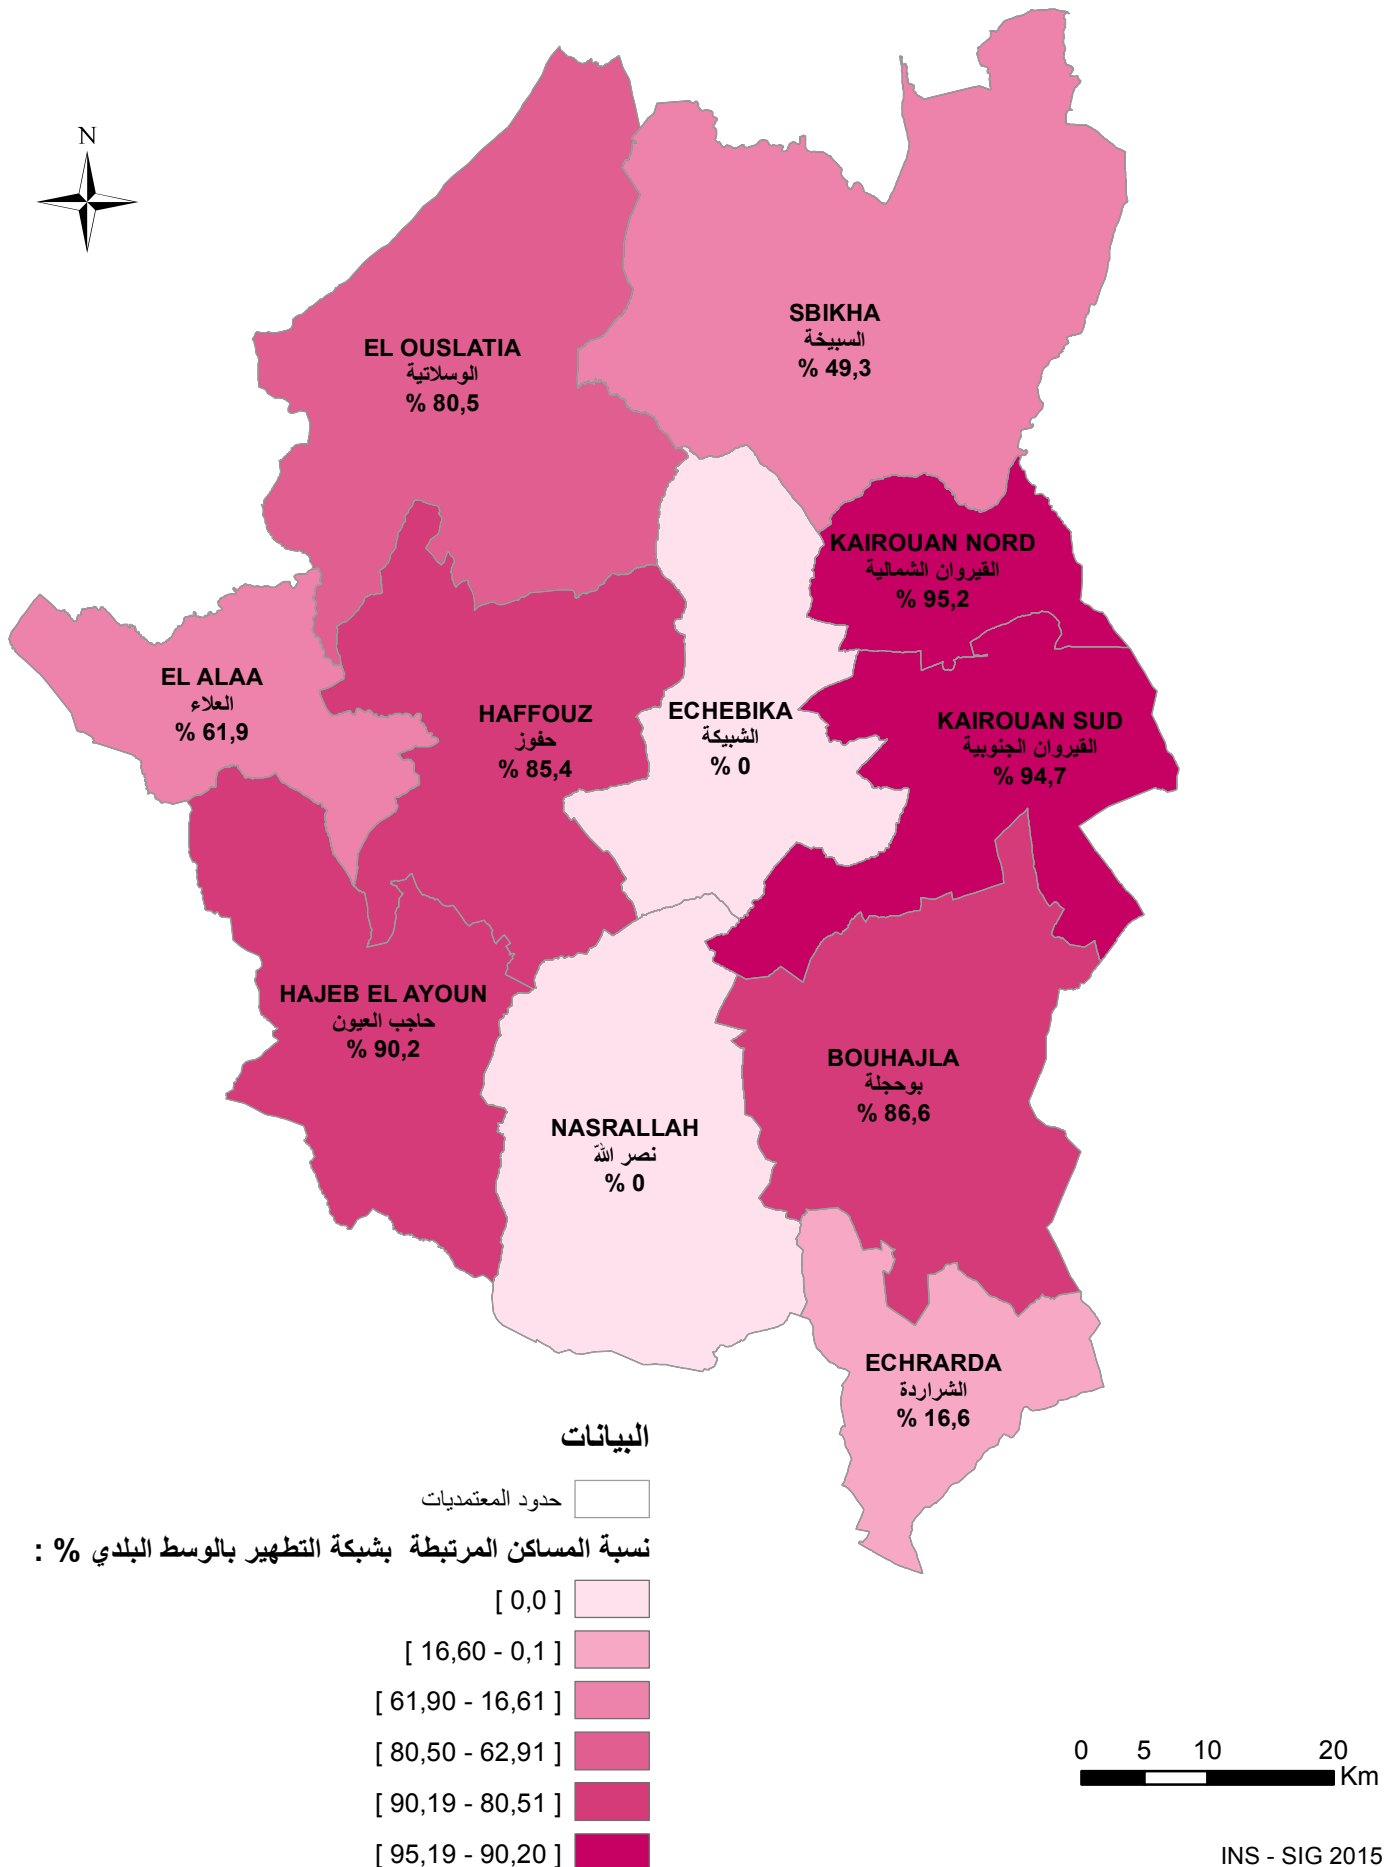 N
SBIKHA
السبيخة
% 49,3
EL OUSLATIA
الوسلاتية
% 80,5
KAIROUAN NORD
القيروان الشمالية
% 95,2
EL ALAA
العلاء
% 61,9
HAFFOUZ
حفوز
% 85,4
ECHEBIKA
الشبيكة
% 0
KAIROUAN SUD
القيروان الجنوبية
% 94,7
HAJEB EL AYOUN
حاجب العيون
% 90,2
BOUHAJLA
بوحجلة
% 86,6
NASRALLAH
نصر الله
% 0
ECHRARDA
الشراردة
% 16,6
البيانات
حدود المعتمديات
نسبة المساكن المرتبطة بشبكة التطهير بالوسط البلدي % :
[ 0,0 ]
[ 16,60 - 0,1 ]
[ 61,90 - 16,61 ]
[ 80,50 - 62,91 ]
[ 90,19 - 80,51 ]
[ 95,19 - 90,20 ]
0 5 10 20
Km
INS - SIG 2015